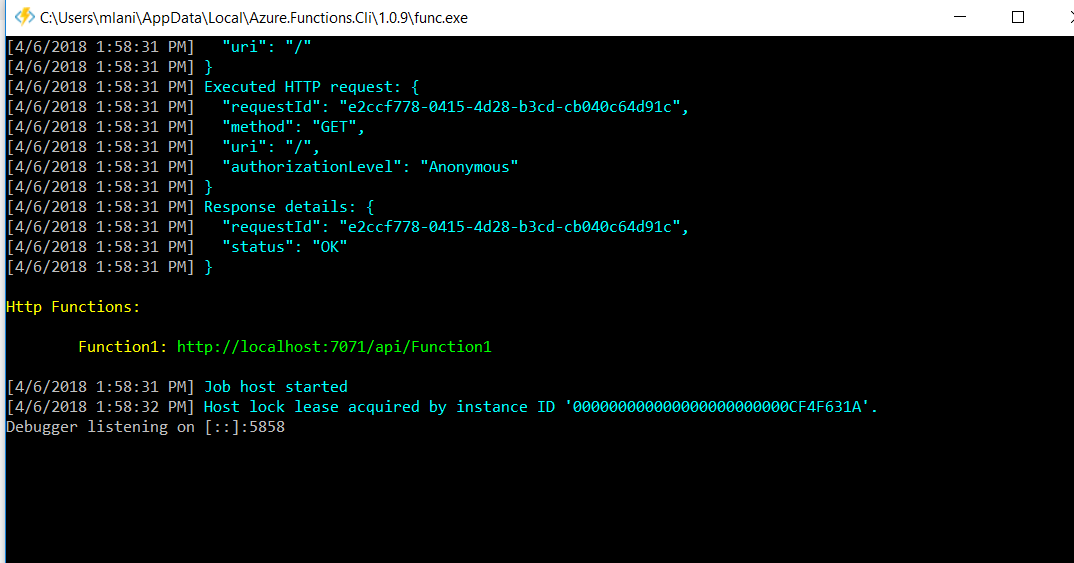 C:\Users\mlani\AppData\Local\Azure.Functions.Cli\1.0.9\func.exe
[4/6/2018 1:58:31 PM]   "uri": "/"
[4/6/2018 1:58:31 PM] }
[4/6/2018 1:58:31 PM] Executed HTTP request: {
[4/6/2018 1:58:31 PM]   "requestId": "e2ccf778-0415-4d28-b3cd-cb040c64d91c",
[4/6/2018 1:58:31 PM]   "method": "GET",
[4/6/2018 1:58:31 PM]   "uri": "/",
[4/6/2018 1:58:31 PM]   "authorizationLevel": "Anonymous"
[4/6/2018 1:58:31 PM] }
[4/6/2018 1:58:31 PM] Response details: {
[4/6/2018 1:58:31 PM]   "requestId": "e2ccf778-0415-4d28-b3cd-cb040c64d91c",
[4/6/2018 1:58:31 PM]   "status": "OK"
[4/6/2018 1:58:31 PM] }
Http Functions:
Function1: http://localhost:7071/api/Function1
[4/6/2018 1:58:31 PM] Job host started
[4/6/2018 1:58:32 PM] Host lock lease acquired by instance ID '000000000000000000000000CF4F631A'.
Debugger listening on [::]:5858